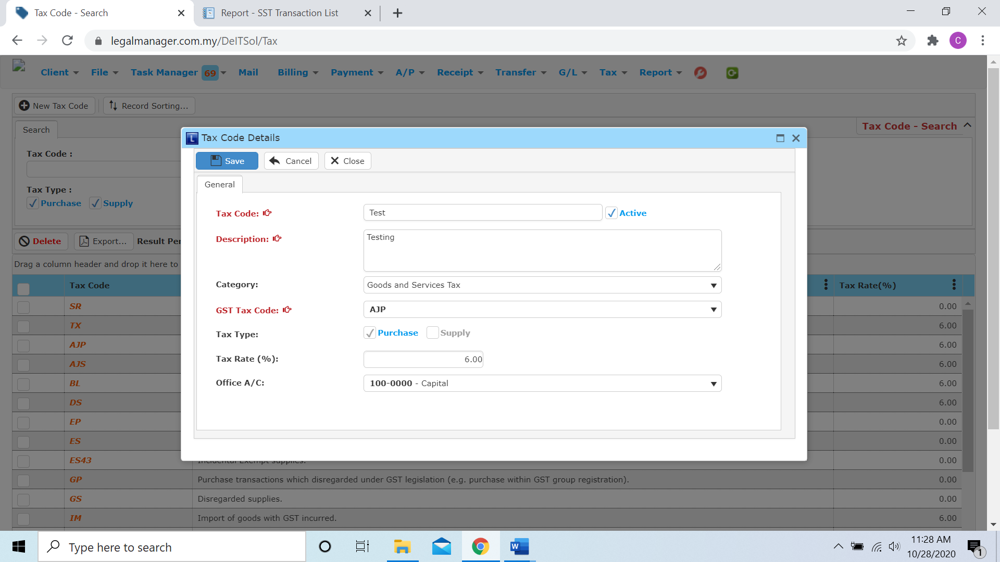 Tax Code - Search
Report - SST Transaction List
legalmanager.com.my/DeITSol/Tax
C
Client File Task Manager 69 Mail Billing Payment A/P Receipt Transfer G/L Tax Report
New Tax Code Record Sorting...
Search
Tax Code - Search
Tax Code :
Tax Type :
Purchase Supply
Delete Export... Result Per
Drag a column header and drop it here to
Tax Code Tax Rate(%)
SR 0.00
TX 6.00
AJP 6.00
AJS 6.00
BL 6.00
DS 6.00
EP 0.00
ES 0.00
ES43 Incidental Exempt supplies. 0.00
GP Purchase transactions which disregarded under GST legislation (e.g. purchase within GST group registration). 0.00
GS Disregarded supplies. 0.00
IM Import of goods with GST incurred. 6.00
L Tax Code Details
Save Cancel Close
General
Tax Code: Test Active
Description: Testing
Category: Goods and Services Tax
GST Tax Code: AJP
Tax Type: Purchase Supply
Tax Rate (%): 6.00
Office A/C: 100-0000 - Capital
Type here to search
W
11:28 AM
10/28/2020
1